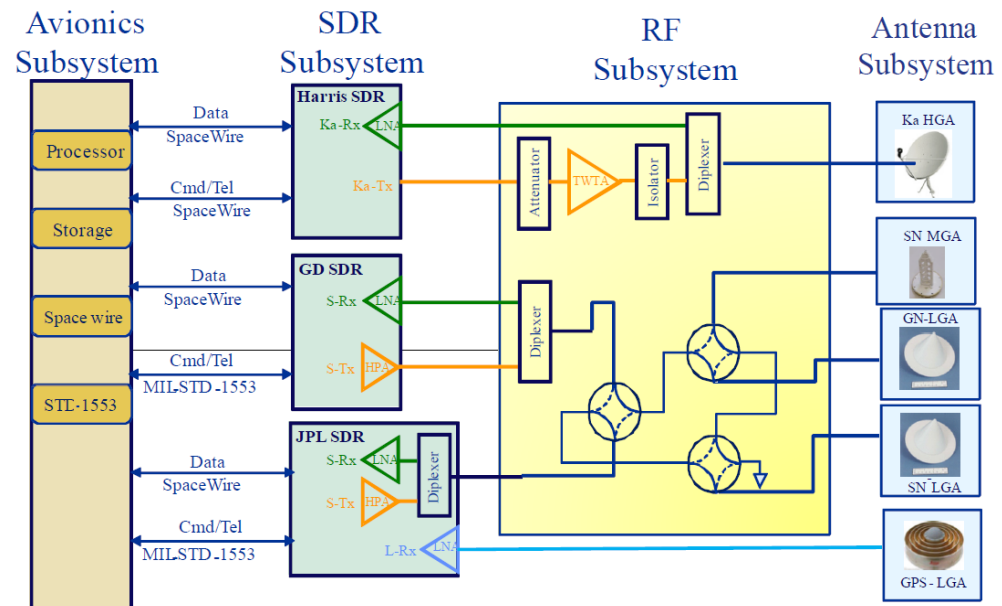 Avionics
Subsystem
SDR
Subsystem
RF
Subsystem
Antenna
Subsystem
Processor
Storage
Space wire
STD-1553
Data
SpaceWire
Cmd/Tel
SpaceWire
Data
SpaceWire
Cmd/Tel
MIL-STD-1553
Data
SpaceWire
Cmd/Tel
MIL-STD-1553
Harris SDR
Ka-Rx
LNA
Ka-Tx
GD SDR
S-Rx
LNA
S-Tx
HPA
JPL SDR
S-Rx
LNA
S-Tx
HPA
Diplexer
L-Rx
LNA
Attenuator
TWTA
Isolator
Diplexer
Diplexer
Ka HGA
SN MGA
GN-LGA
SN-LGA
GPS - LGA